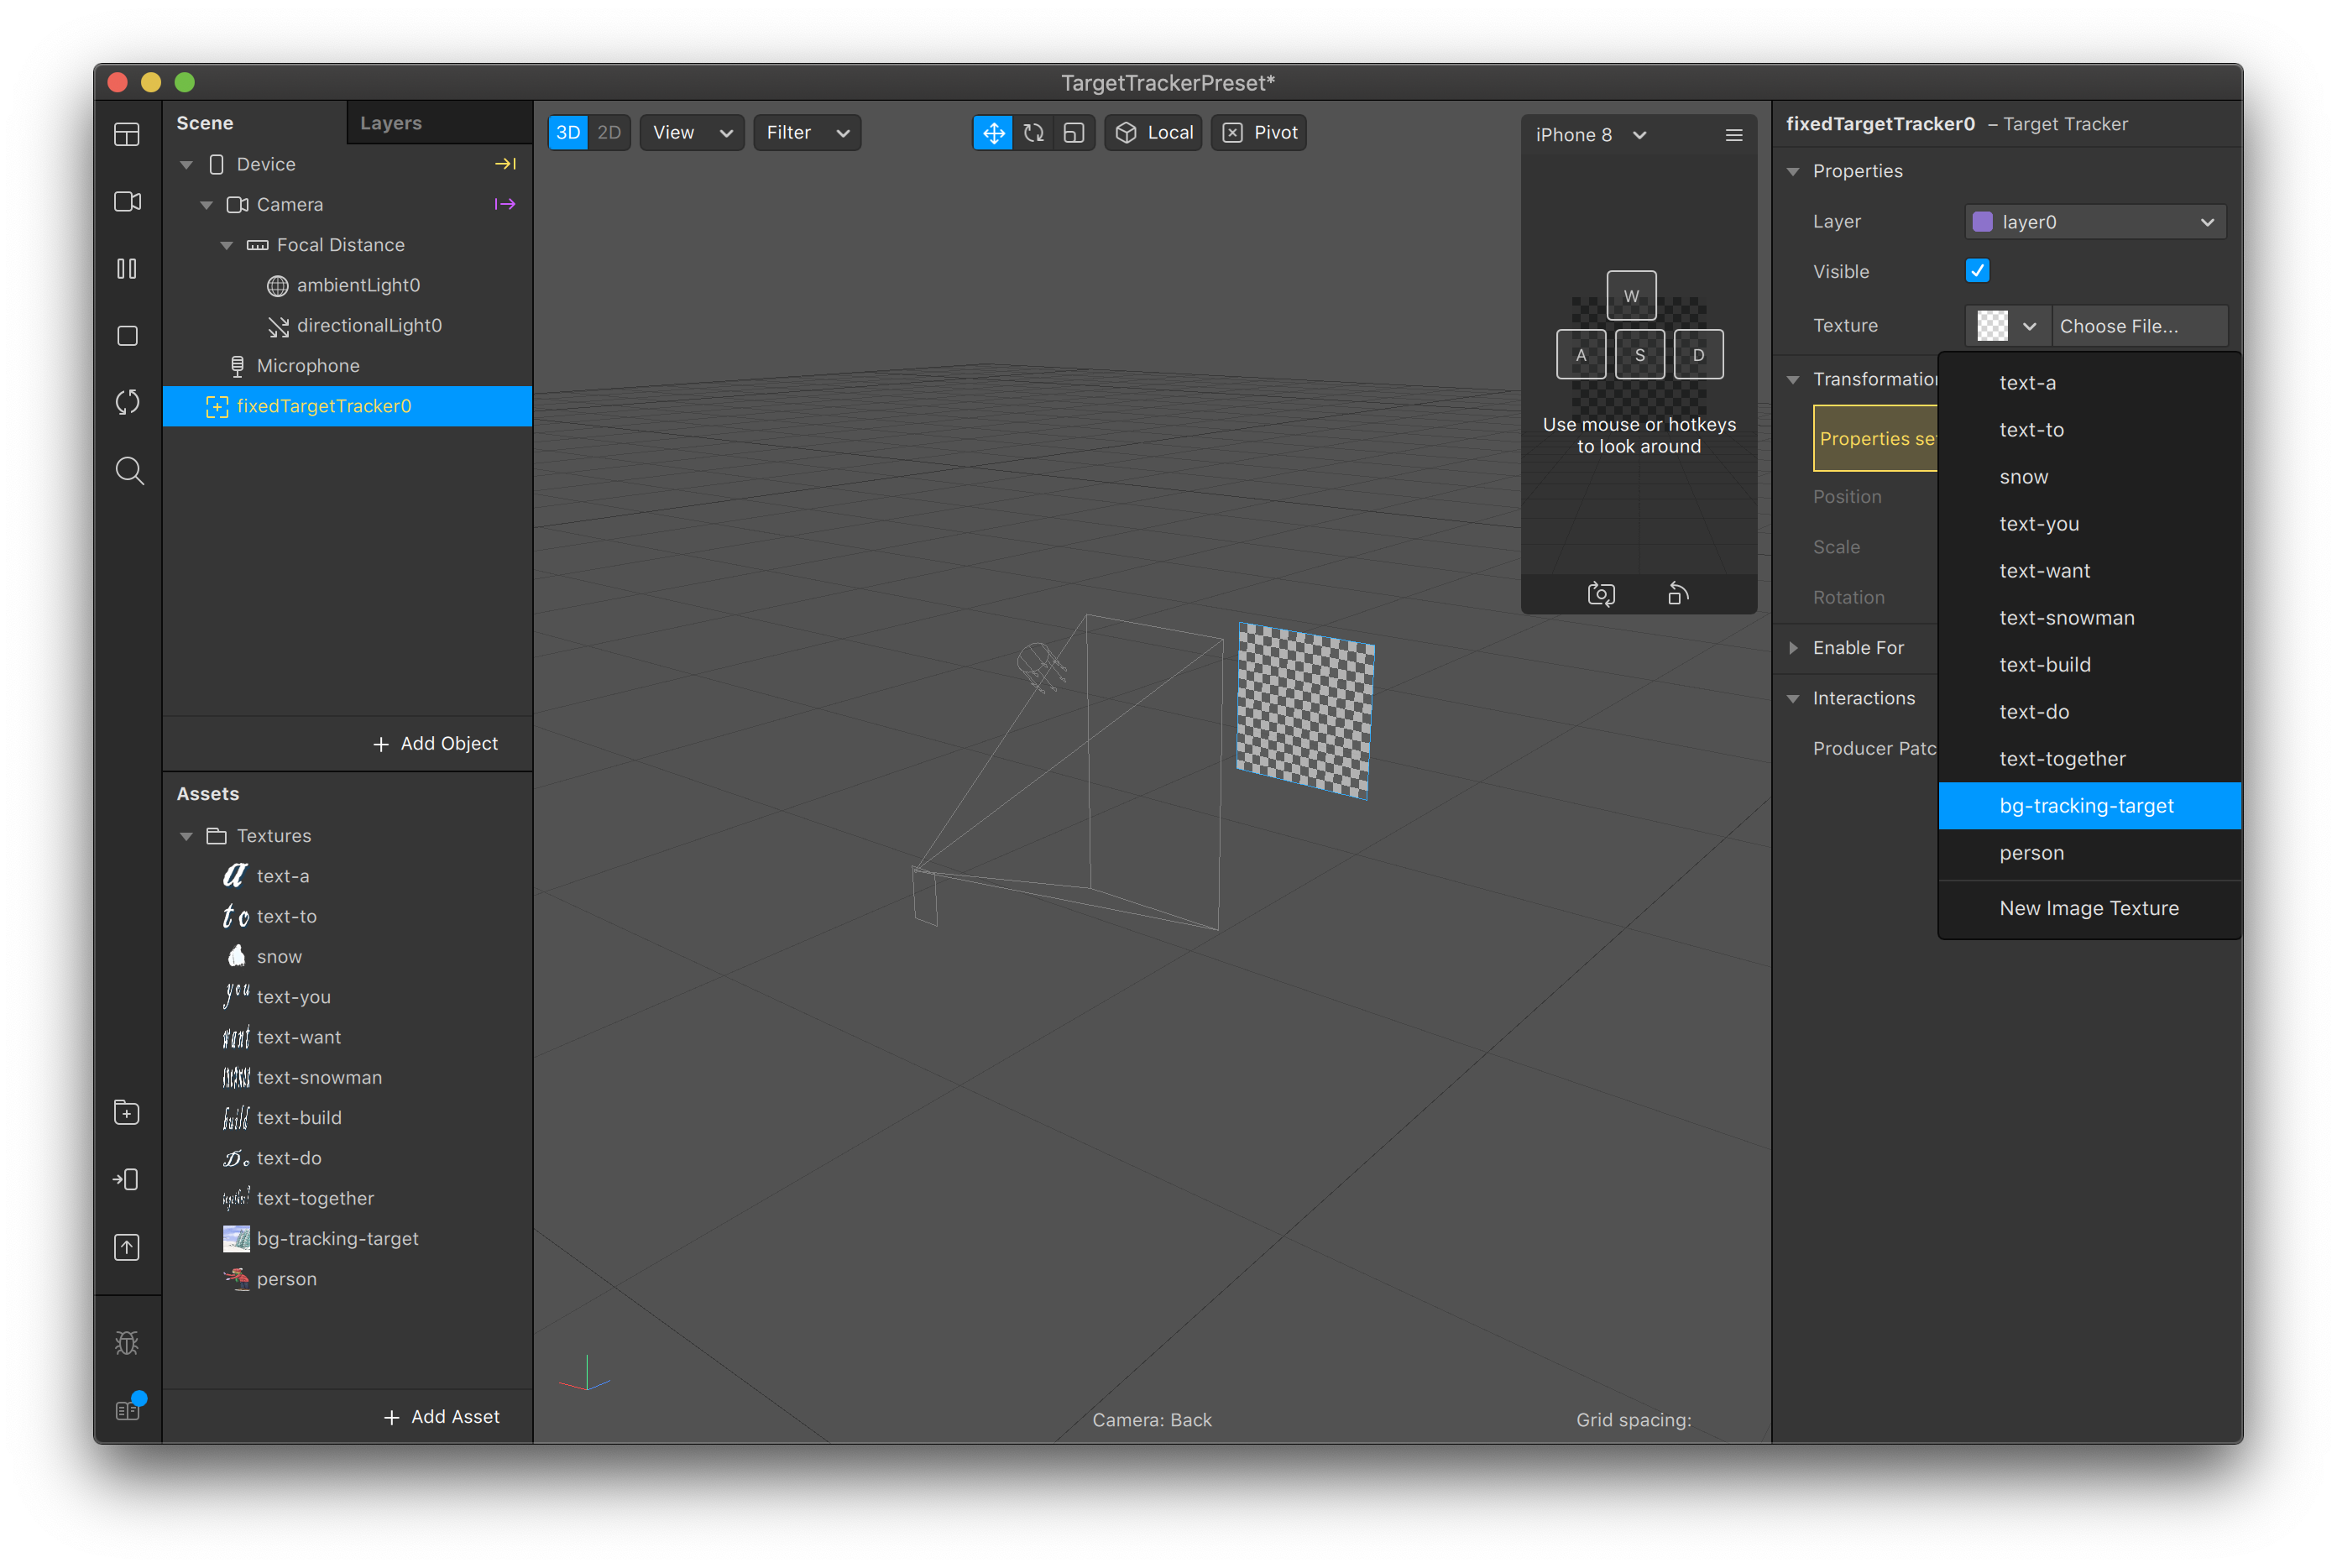 TargetTrackerPreset*
Scene
Layers
Device
Camera
Focal Distance
ambientLight0
directionalLight0
Microphone
fixedTargetTracker0
Add Object
Assets
Textures
text-a
text-to
snow
text-you
text-want
text-snowman
text-build
text-do
text-together
bg-tracking-target
person
Add Asset
3D 2D View Filter Local Pivot
iPhone 8
W
A S D
Use mouse or hotkeys
to look around
Camera: Back
Grid spacing:
fixedTargetTracker0 – Target Tracker
Properties
Layer layer0
Visible
Texture Choose File...
Transformatio
Properties se
Position
Scale
Rotation
Enable For
Interactions
Producer Patc
text-a
text-to
snow
text-you
text-want
text-snowman
text-build
text-do
text-together
bg-tracking-target
person
New Image Texture